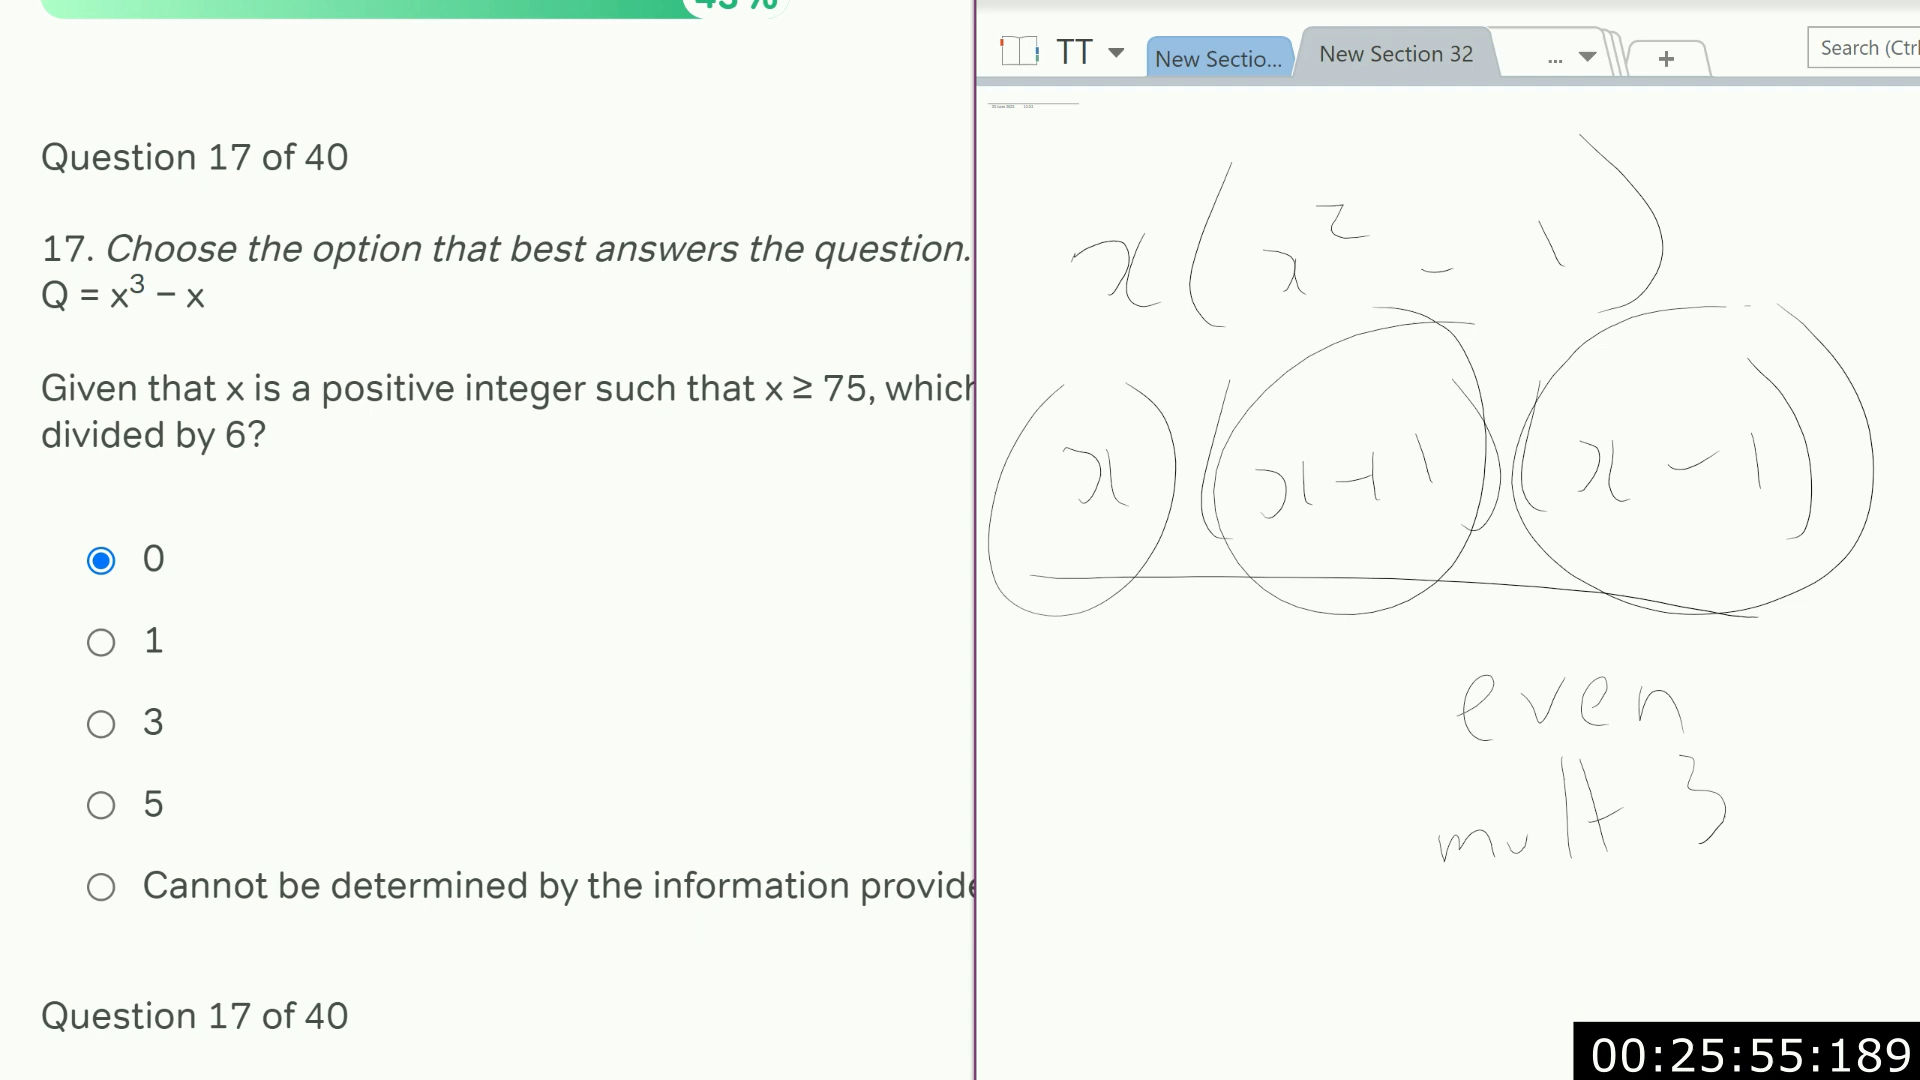 43%
Question 17 of 40
17. Choose the option that best answers the question.
Q = x³ − x
Given that x is a positive integer such that x ≥ 75, which
divided by 6?
0
1
3
5
Cannot be determined by the information provide
Question 17 of 40
TT
New Sectio...
New Section 32
...
+
Search (Ctrl
x(x² - 1)
(x)(x+1)(x-1)
even
mult 3
00:25:55:189